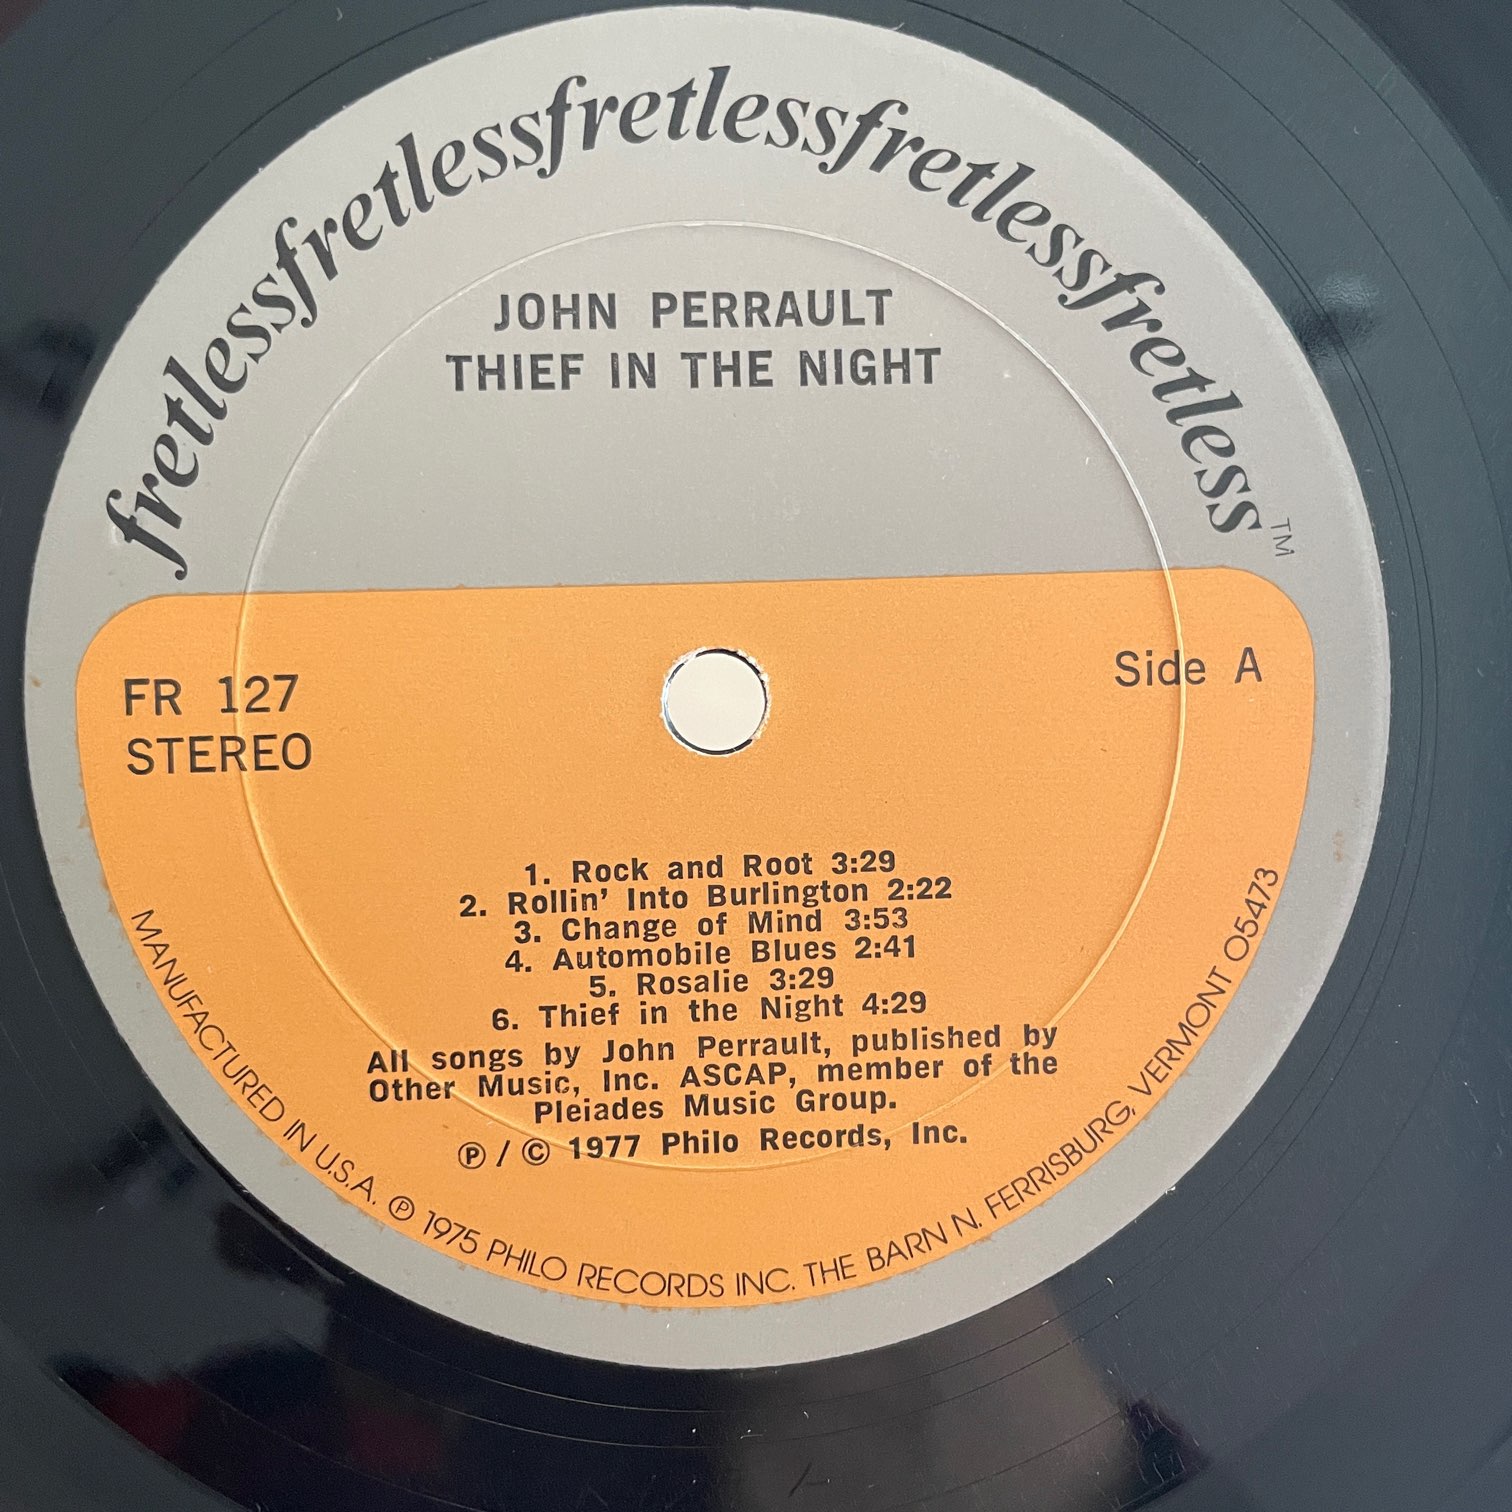 fretlessfretlessfretlessfretlessfretless™
JOHN PERRAULT
THIEF IN THE NIGHT
FR 127
STEREO
Side A
1. Rock and Root 3:29
2. Rollin' Into Burlington 2:22
3. Change of Mind 3:53
4. Automobile Blues 2:41
5. Rosalie 3:29
6. Thief in the Night 4:29
All songs by John Perrault, published by
Other Music, Inc. ASCAP, member of the
Pleiades Music Group.
Ⓟ / © 1977 Philo Records, Inc.
MANUFACTURED IN U.S.A. Ⓟ 1975 PHILO RECORDS INC. THE BARN N. FERRISBURG, VERMONT O5473